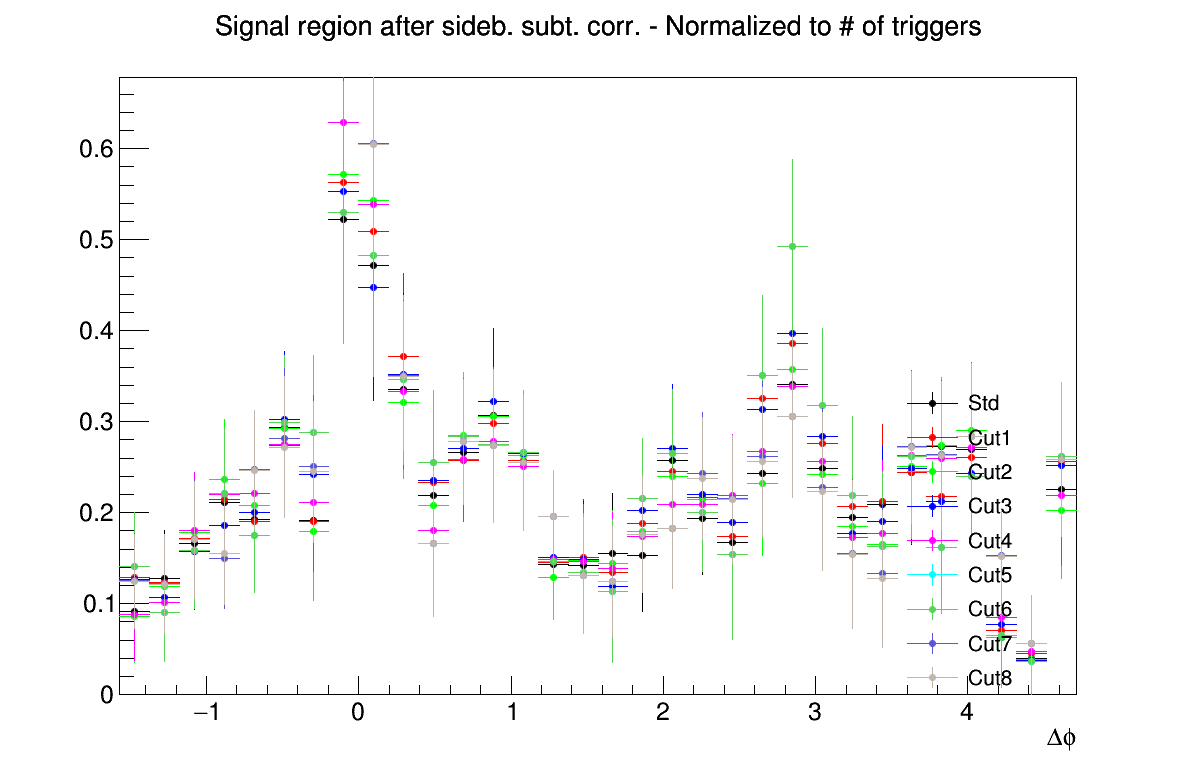 Signal region after sideb. subt. corr. - Normalized to # of triggers
0.6
0.5
0.4
0.3
0.2
0.1
0
Std
Cut1
Cut2
Cut3
Cut4
Cut5
Cut6
Cut7
Cut8
−1 0 1 2 3 4
Δϕ